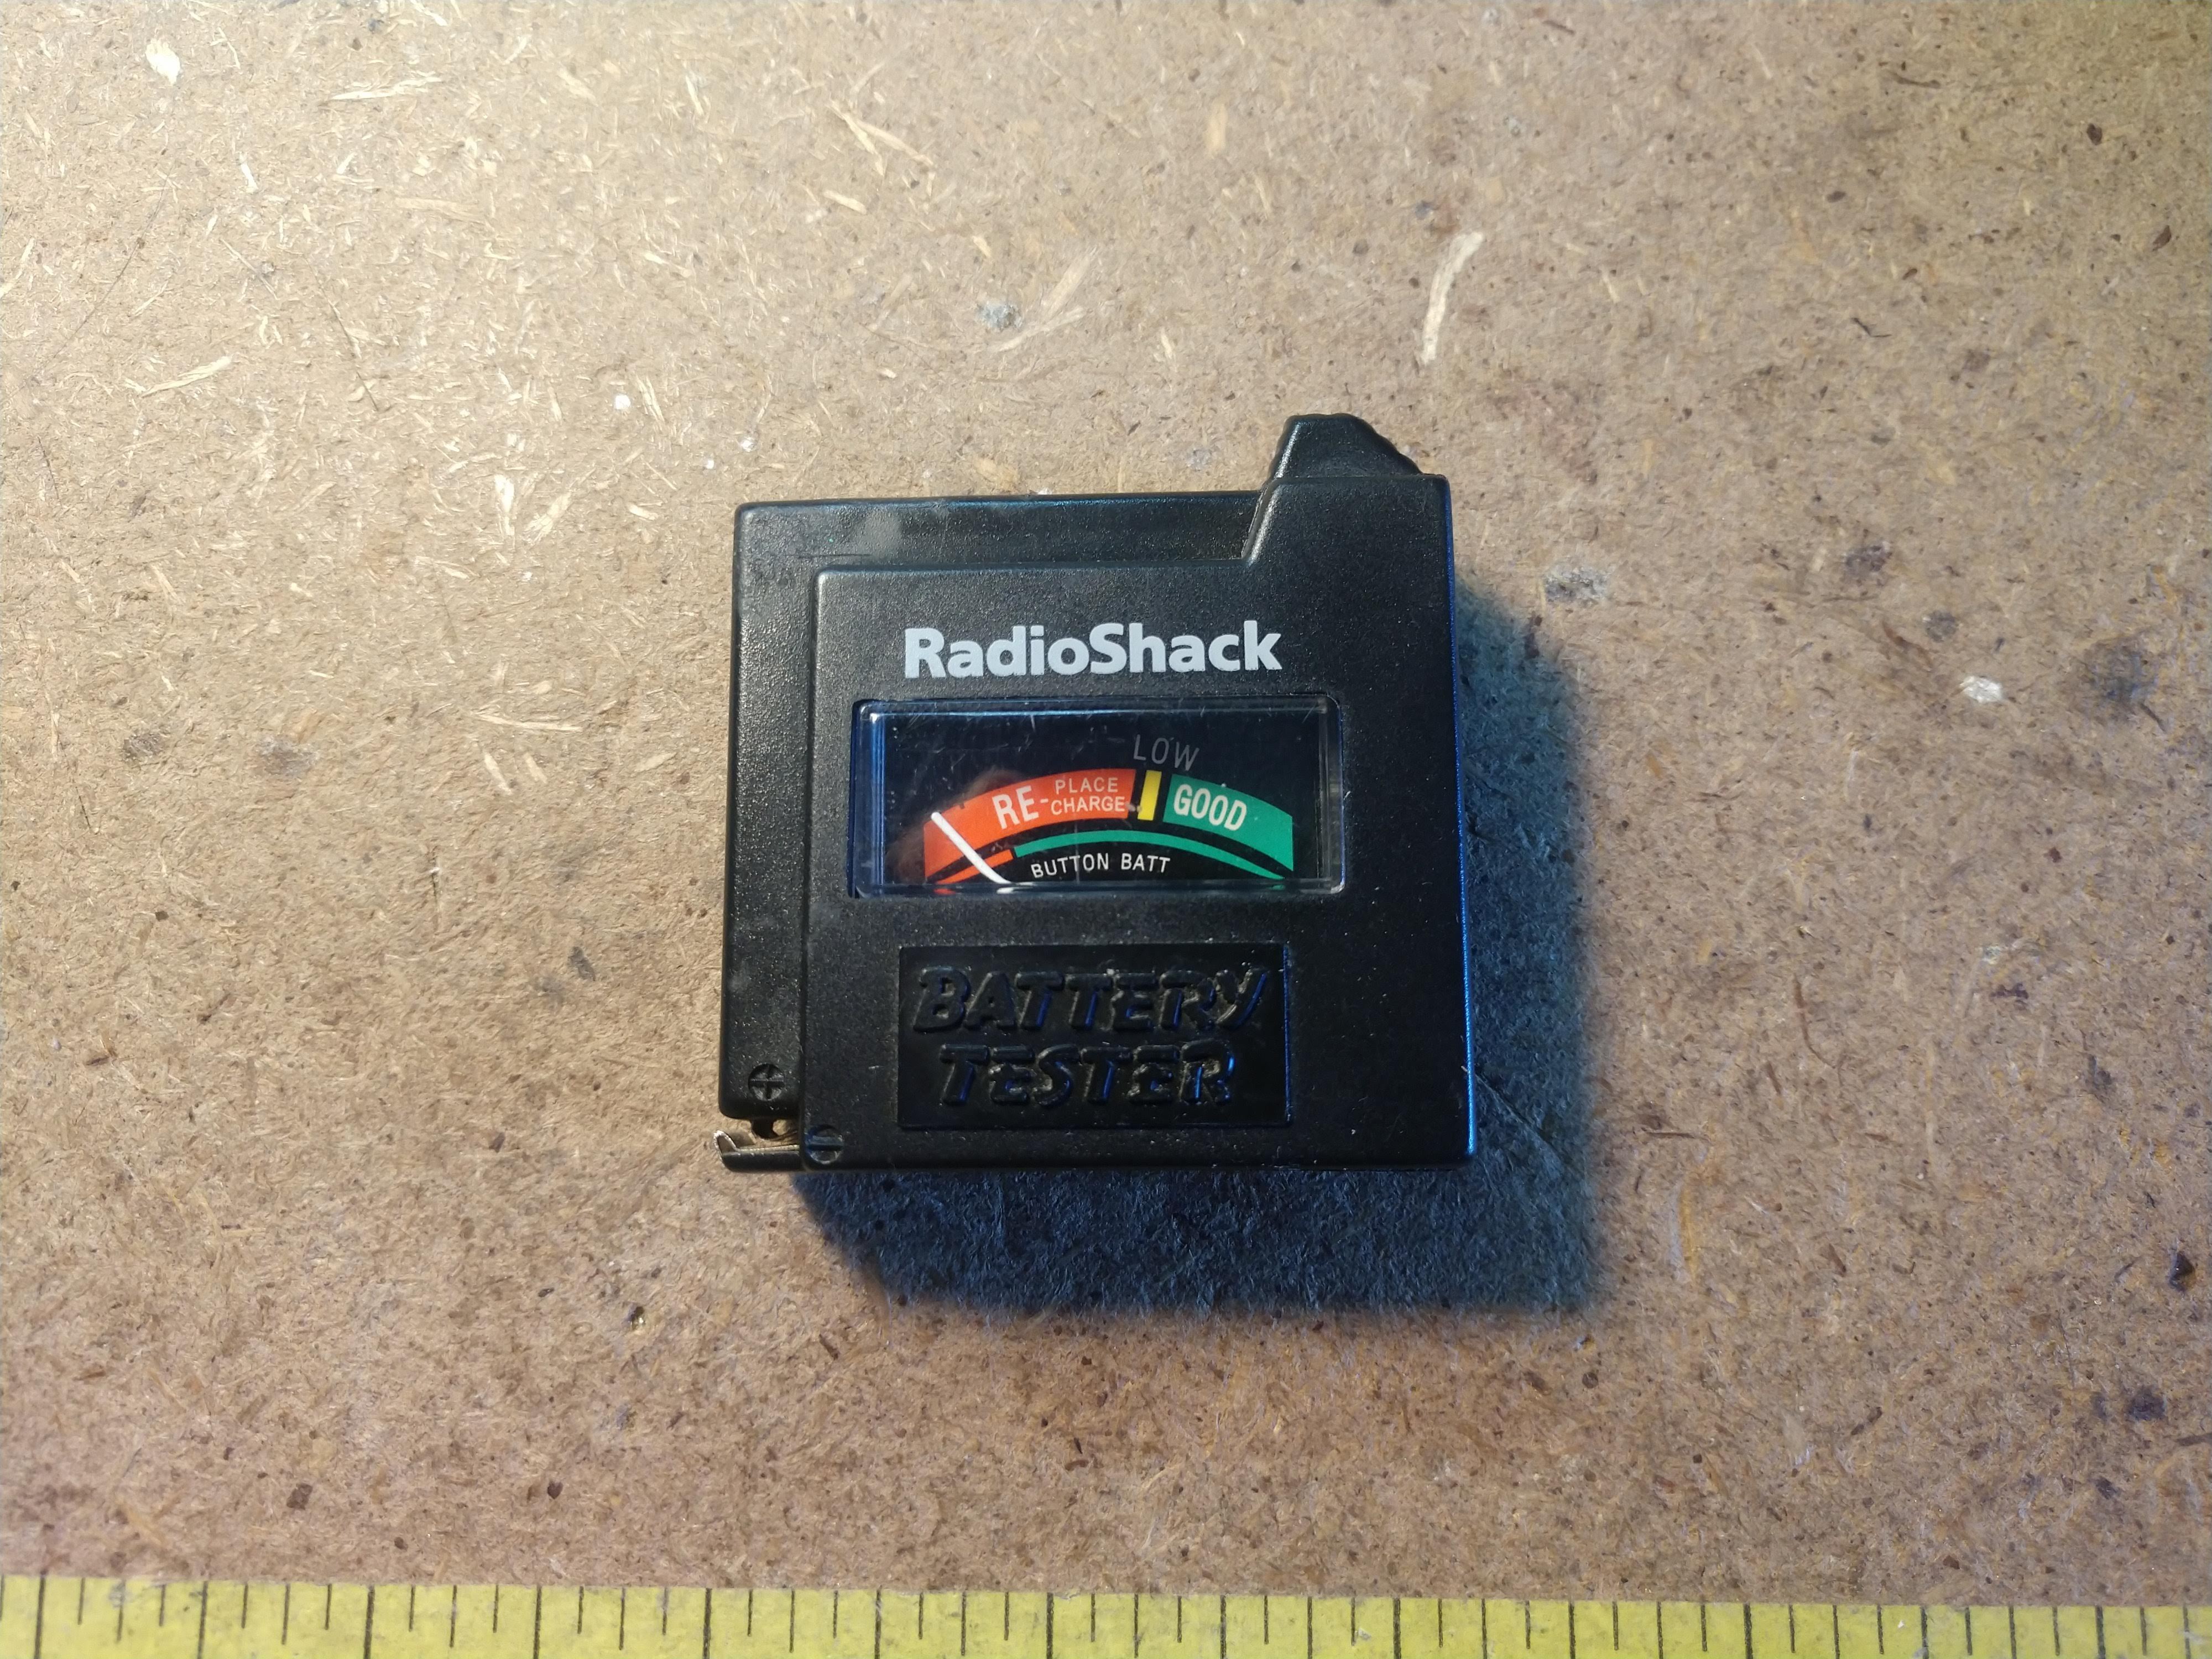 RadioShack
LOW
RE-PLACE
CHARGE
GOOD
BUTTON BATT
BATTERY
TESTER